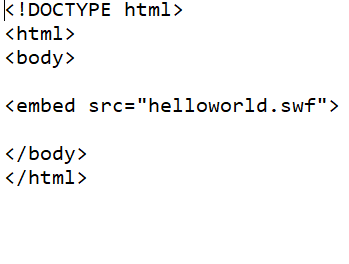 <!DOCTYPE html>
<html>
<body>
<embed src="helloworld.swf">
</body>
</html>